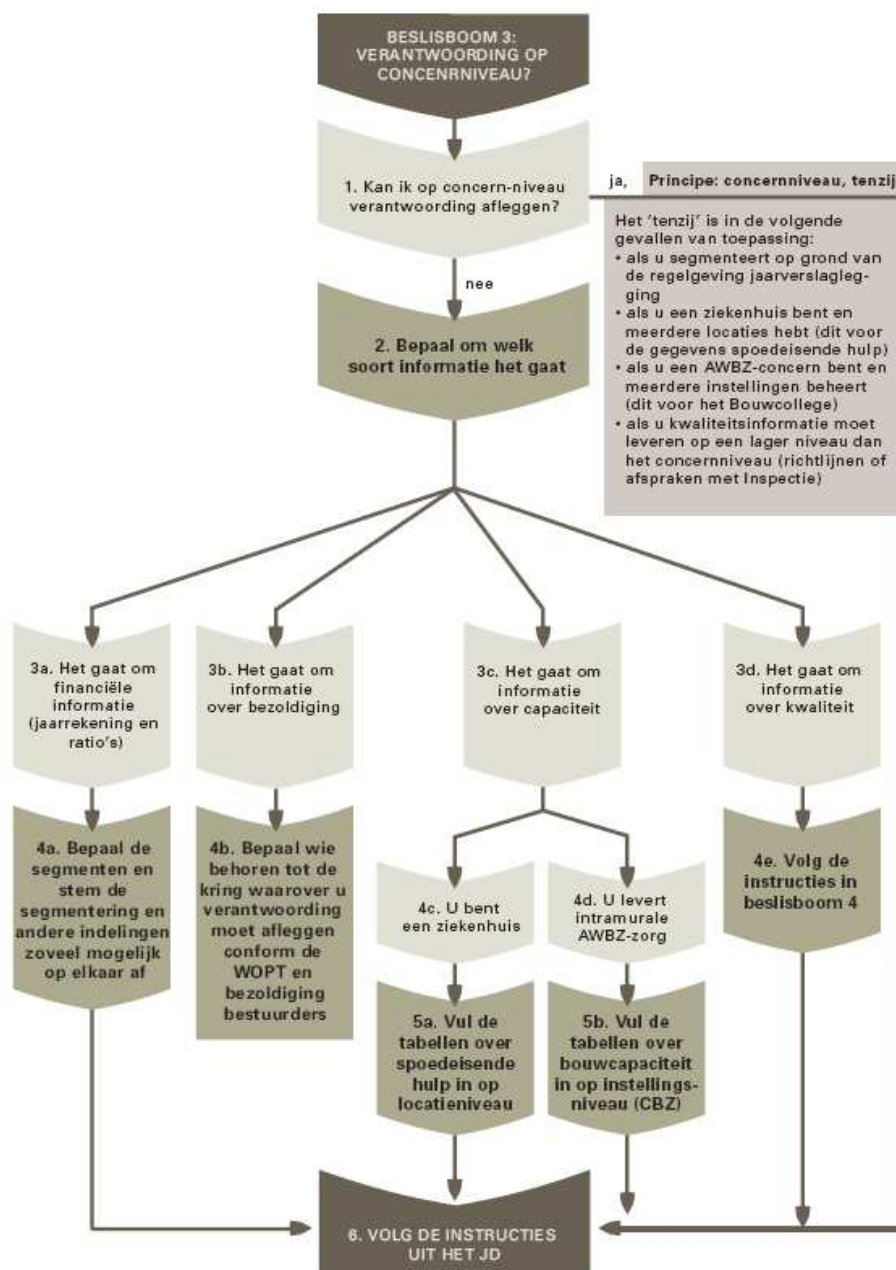 BESLISBOOM 3:
VERANTWOORDING OP
CONCENRNIVEAU?
1. Kan ik op concern-niveau
verantwoording afleggen?
ja,
Principe: concernniveau, tenzij
Het 'tenzij' is in de volgende
gevallen van toepassing:
• als u segmenteert op grond van
de regelgeving jaarverslagleg-
gging
• als u een ziekenhuis bent en
meerdere locaties hebt (dit voor
de gegevens spoedeisende hulp)
• als u een AWBZ-concern bent en
meerdere instellingen beheert
(dit voor het Bouwcollege)
• als u kwaliteitsinformatie moet
leveren op een lager niveau dan
het concernniveau (richtlijnen of
afspraken met Inspectie)
nee
2. Bepaal om welk
soort informatie het gaat
3a. Het gaat om
financiële
informatie
(jaarrekening en
ratio's)
3b. Het gaat om
informatie
over bezoldiging
3c. Het gaat om
informatie
over capaciteit
3d. Het gaat om
informatie
over kwaliteit
4a. Bepaal de
segmenten en
stem de
segmentering en
andere indelingen
zoveel mogelijk
op elkaar af
4b. Bepaal wie
behoren tot de
kring waarover u
verantwoording
moet afleggen
conform de
WOPT en
bezoldiging
bestuurders
4c. U bent
een ziekenhuis
4d. U levert
intramurale
AWBZ-zorg
4e. Volg de
instructies in
beslisboom 4
5a. Vul de
tabellen over
spoedeisende
hulp in op
locatieniveau
5b. Vul de
tabellen over
bouwcapaciteit
in op instellings-
niveau (CBZ)
6. VOLG DE INSTRUCTIES
UIT HET JD